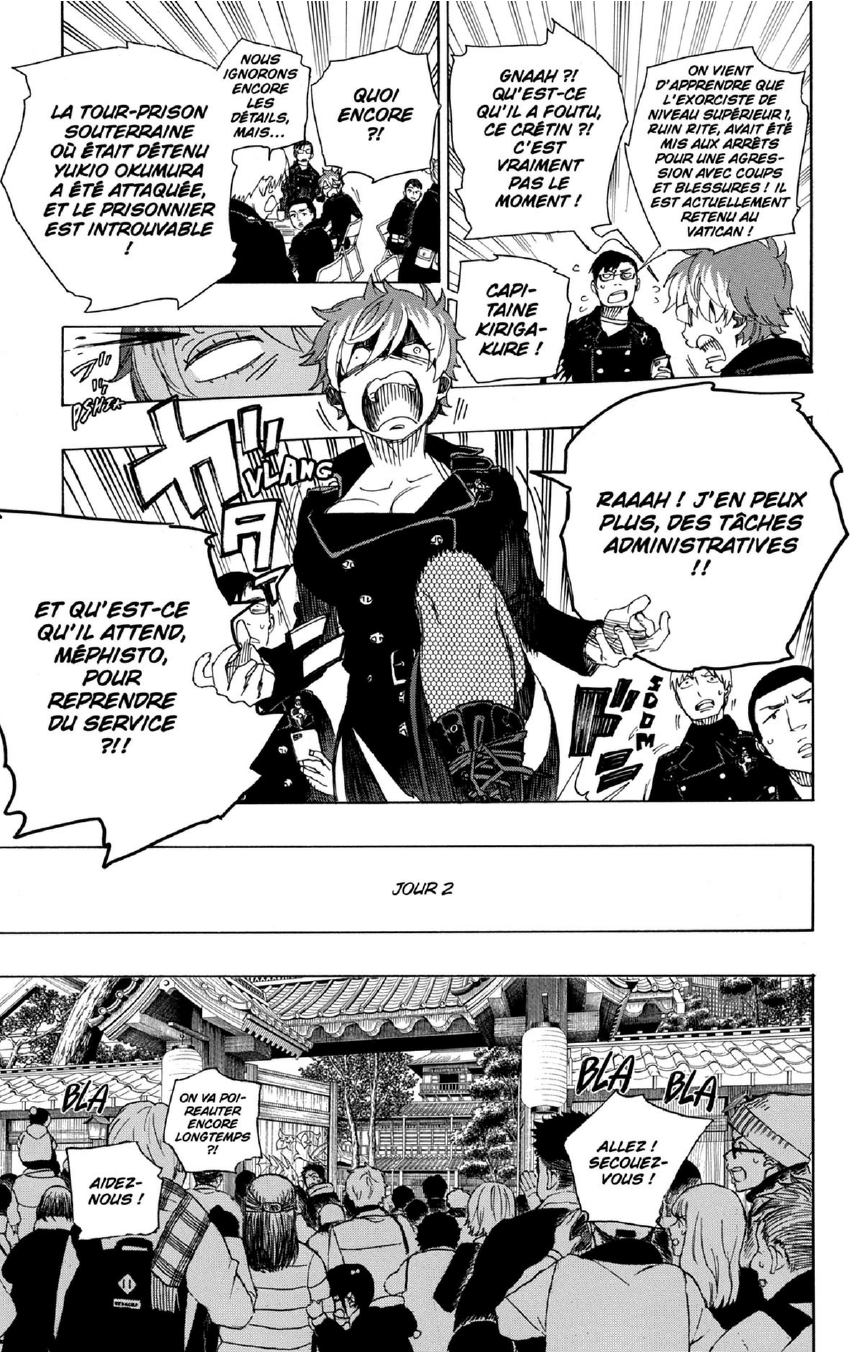 ON VIENT
D'APPRENDRE QUE
L'EXORCISTE DE
NIVEAU SUPÉRIEUR 1,
RUIN RITE, AVAIT ÉTÉ
MIS AUX ARRÊTS
POUR UNE AGRES-
SION AVEC COUPS
ET BLESSURES ! IL
EST ACTUELLEMENT
RETENU AU
VATICAN !
GNAAH ?!
QU'EST-CE
QU'IL A FOUTU,
CE CRÉTIN ?!
C'EST
VRAIMENT
PAS LE
MOMENT !
CAPI-
TAINE
KIRIGA-
KURE !
QUOI
ENCORE
?!
NOUS
IGNORONS
ENCORE
LES
DÉTAILS,
MAIS...
LA TOUR-PRISON
SOUTERRAINE
OÙ ÉTAIT DÉTENU
YUKIO OKUMURA
A ÉTÉ ATTAQUÉE,
ET LE PRISONNIER
EST INTROUVABLE
!
PSHTK
RAAAH ! J'EN PEUX
PLUS, DES TÂCHES
ADMINISTRATIVES
!!
ガタッ
VLANG
ET QU'EST-CE
QU'IL ATTEND,
MÉPHISTO,
POUR
REPRENDRE
DU SERVICE
?!!
JOUR 2
BLA
BLA
BLA
ALLEZ !
SECOUEZ-
VOUS !
ON VA POI-
REAUTER
ENCORE
LONGTEMPS
?!
AIDEZ-
NOUS !